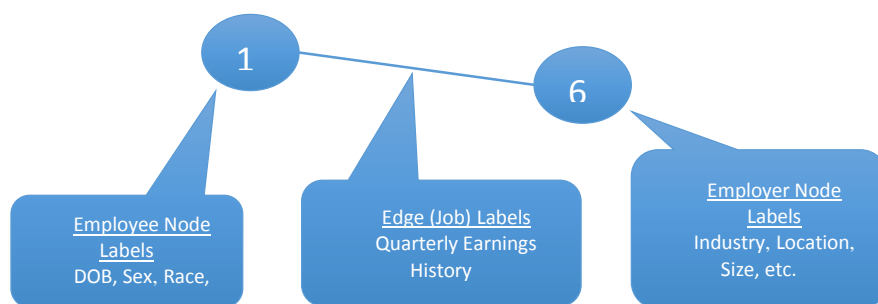 1
6
Employee Node
Labels
DOB, Sex, Race,
Edge (Job) Labels
Quarterly Earnings
History
Employer Node
Labels
Industry, Location,
Size, etc.